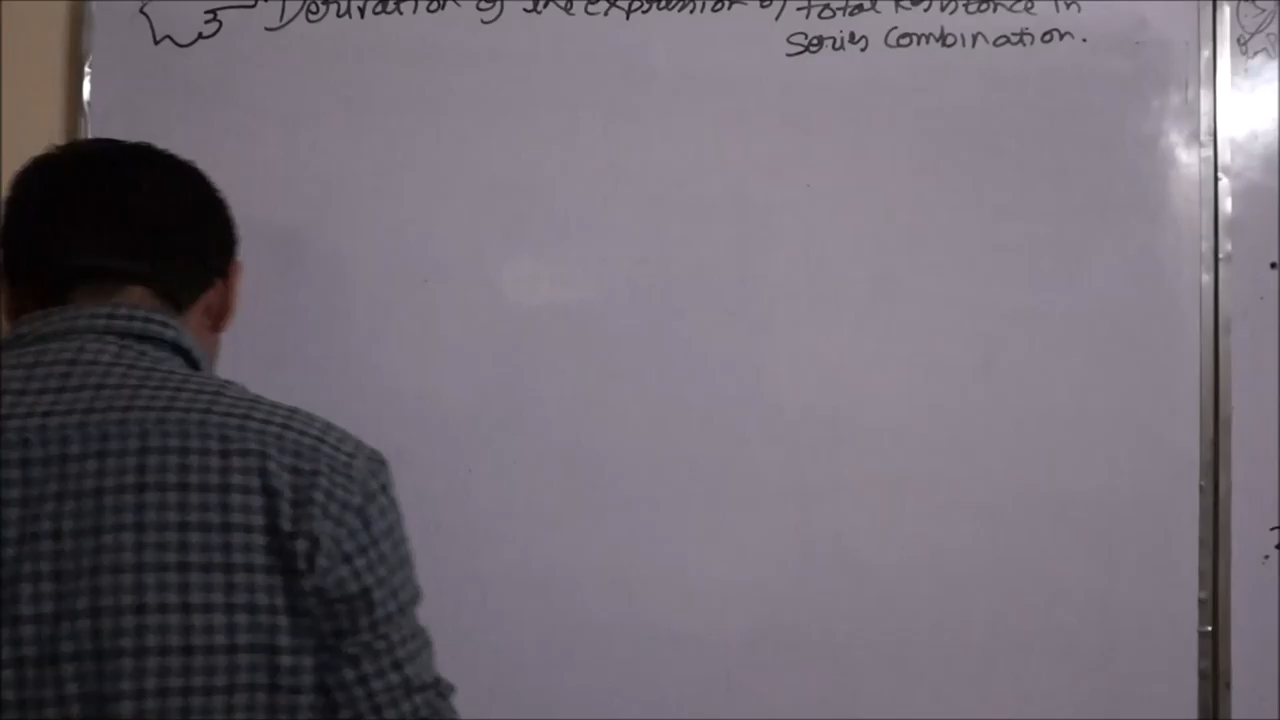 Derivation of the expression of total Resistance in
Series Combination.